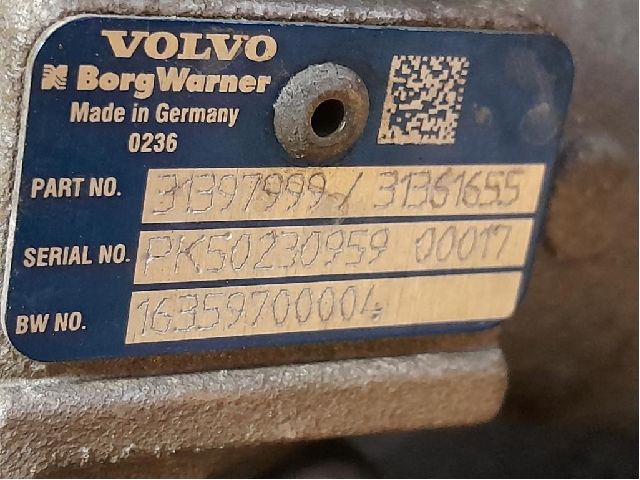 VOLVO
BorgWarner
Made in Germany
0236
PART NO. 31397999 / 31361655
SERIAL NO. PK50230959 00017
BW NO. 16359700004